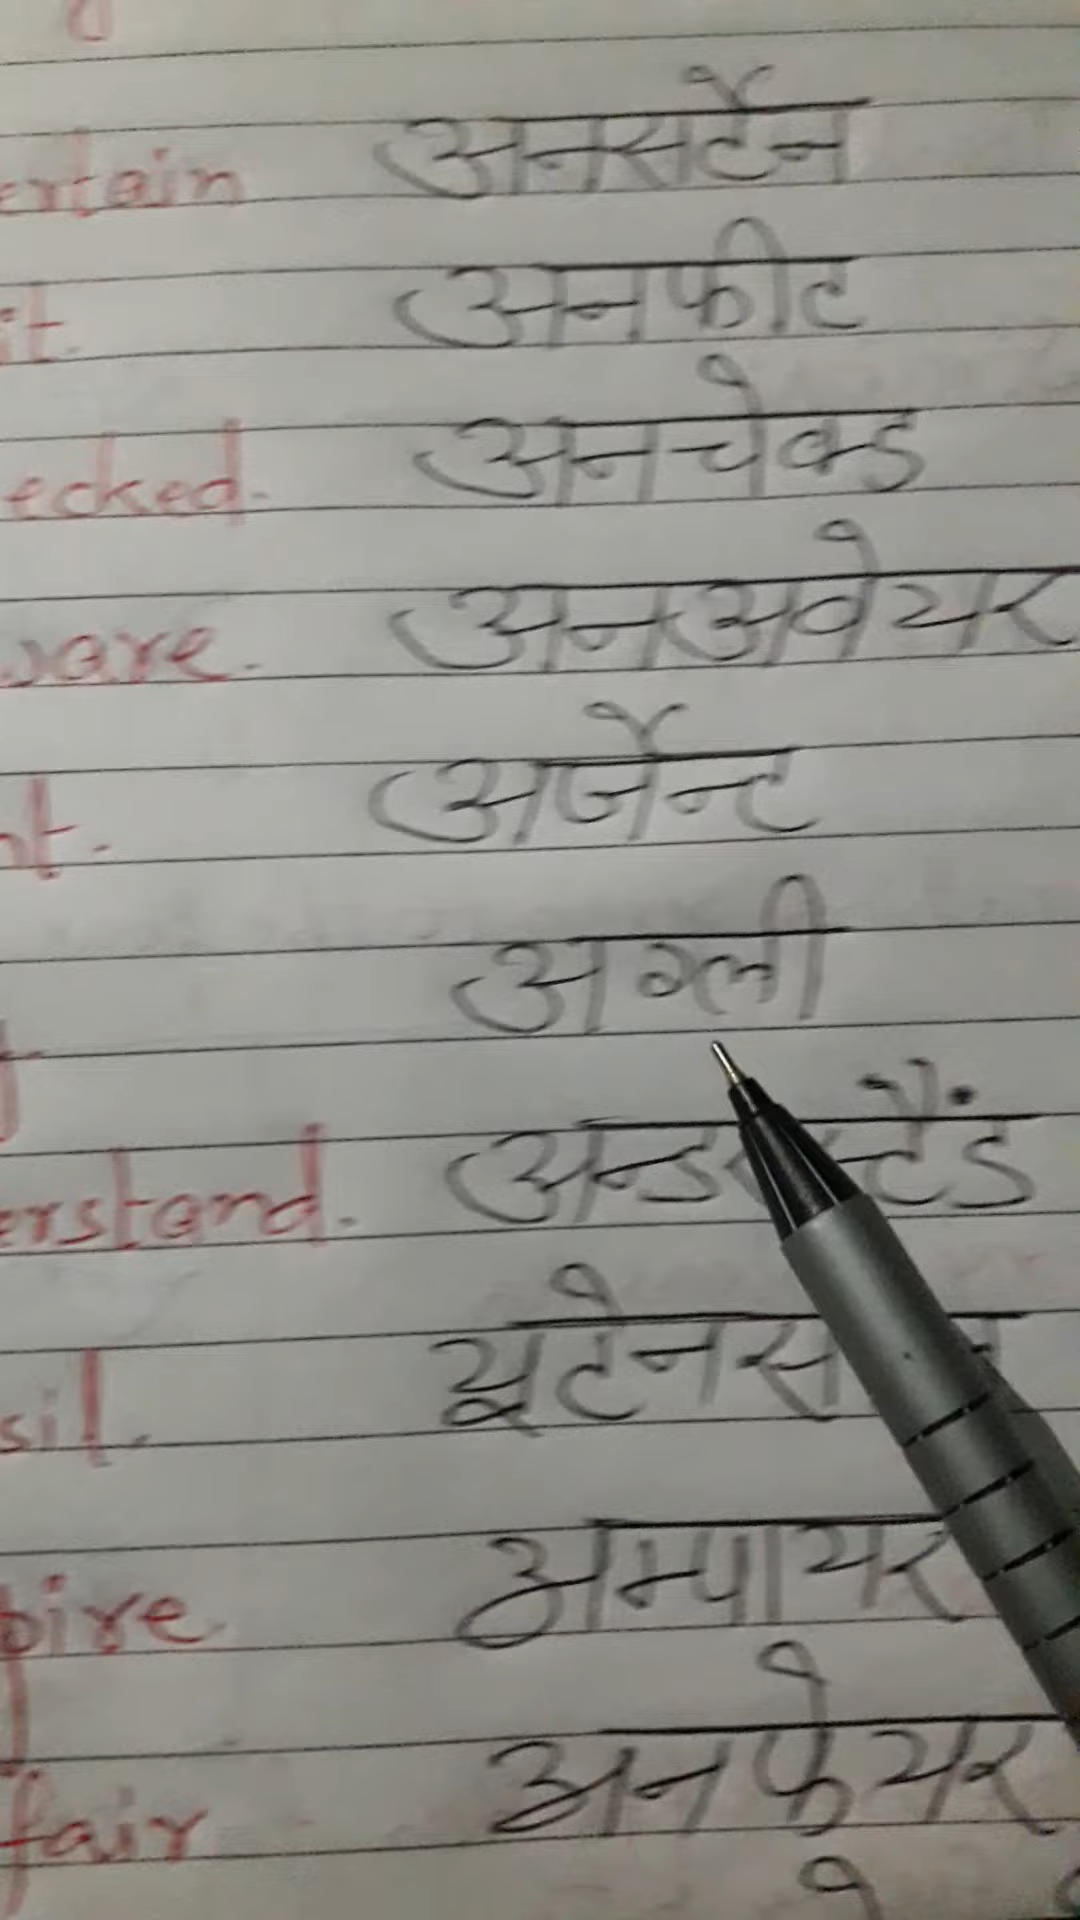 ertain अनसर्टेन
it. अनफीट
ecked. अनचेक्ड
ware. अनअवेयर
nt. अर्जेन्ट
अग्ली
erstand. 
sil. 
pire अम्पायर
fair अनफेयर